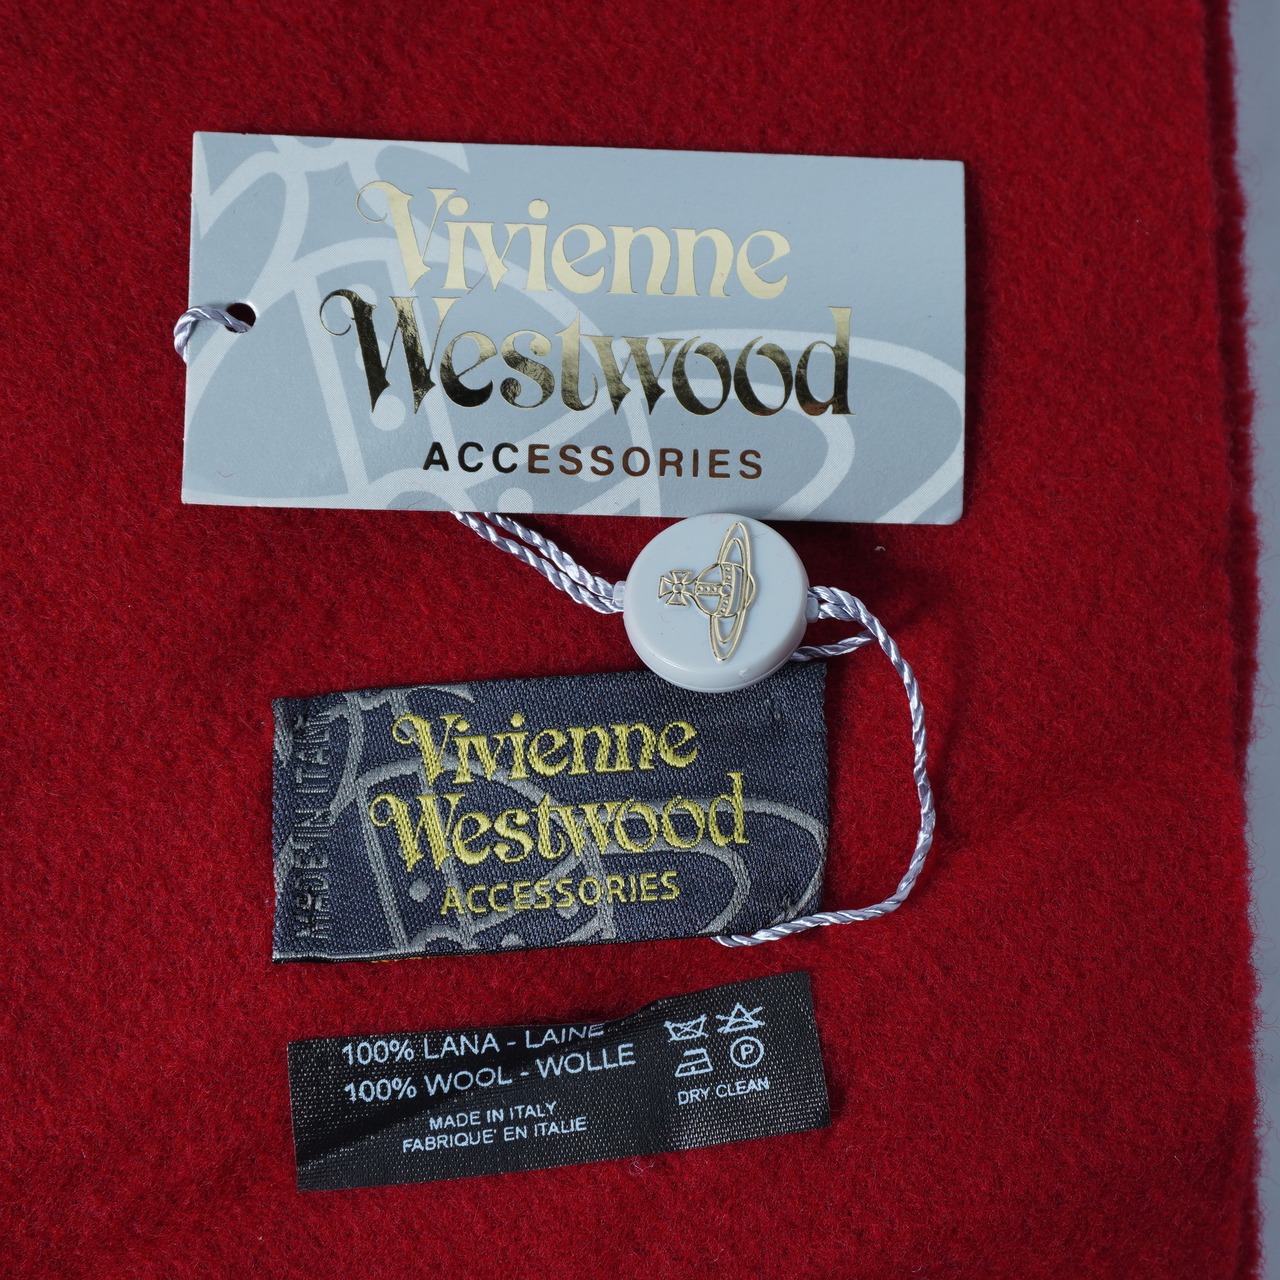 Vivienne
Westwood
ACCESSORIES
MADE IN ITALY
Vivienne
Westwood
ACCESSORIES
100% LANA - LAINE
100% WOOL - WOLLE
MADE IN ITALY
FABRIQUE' EN ITALIE
P
DRY CLEAN